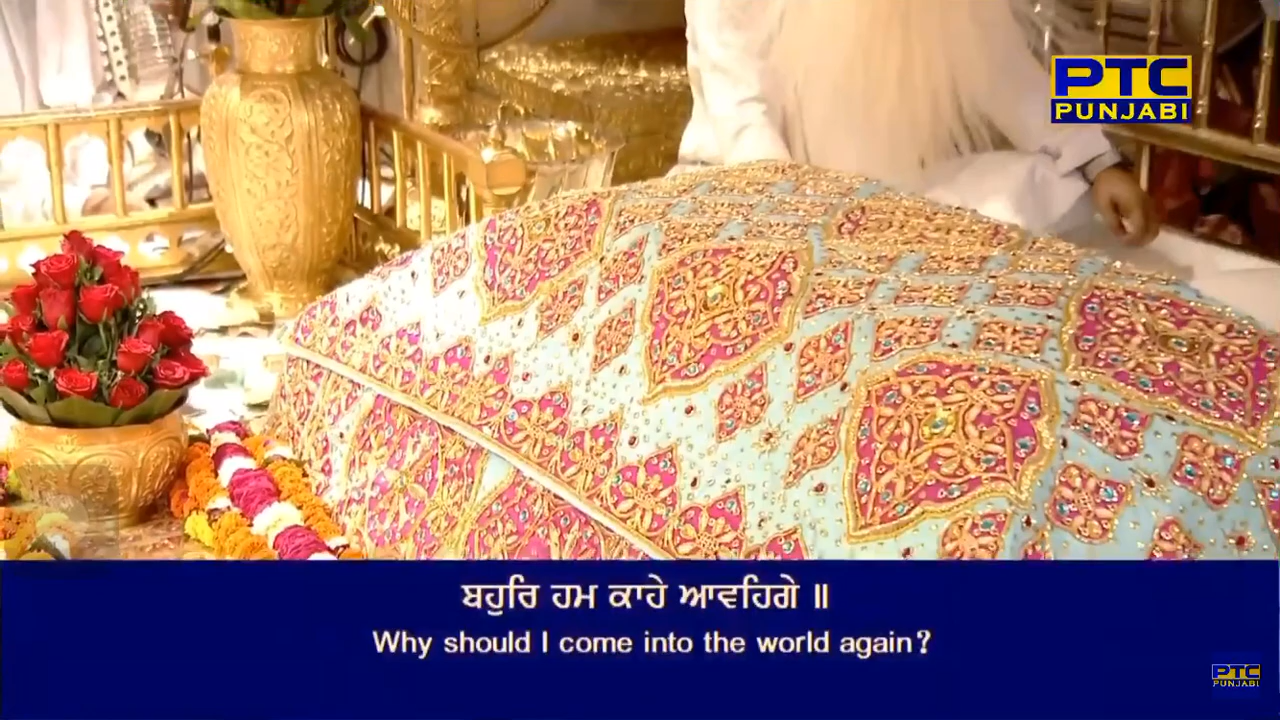 PTC
PUNJABI
ਬਹੁਰਿ ਹਮ ਕਾਹੇ ਆਵਹਿਗੇ ॥
Why should I come into the world again?
PTC
PUNJABI